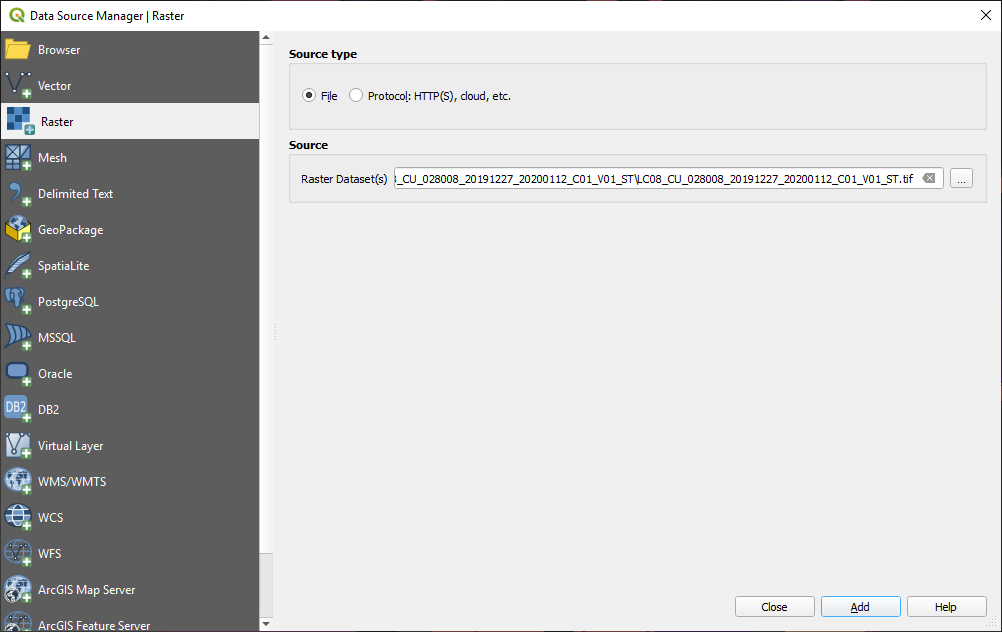 Data Source Manager | Raster
Browser
Vector
Raster
Mesh
Delimited Text
GeoPackage
SpatiaLite
PostgreSQL
MSSQL
Oracle
DB2
DB2
Virtual Layer
WMS/WMTS
WCS
WFS
ArcGIS Map Server
ArcGIS Feature Server
Source type
File
Protocol: HTTP(S), cloud, etc.
Source
Raster Dataset(s) _CU_028008_20191227_20200112_C01_V01_ST\LC08_CU_028008_20191227_20200112_C01_V01_ST.tif ...
Close Add Help